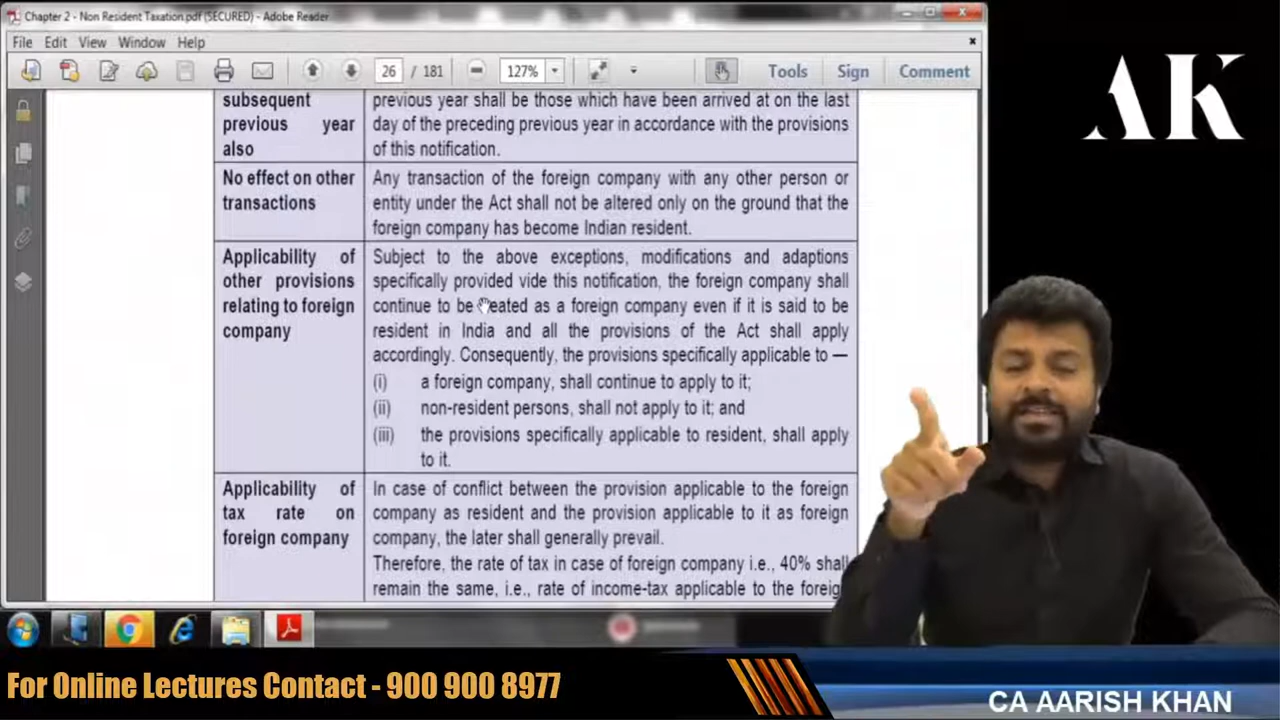 Chapter 2 - Non Resident Taxation.pdf (SECURED) - Adobe Reader
File Edit View Window Help
26 / 181 127% Tools Sign Comment
subsequent previous year also
previous year shall be those which have been arrived at on the last
day of the preceding previous year in accordance with the provisions
of this notification.
No effect on other
transactions
Any transaction of the foreign company with any other person or
entity under the Act shall not be altered only on the ground that the
foreign company has become Indian resident.
Applicability of
other provisions
relating to foreign
company
Subject to the above exceptions, modifications and adaptions
specifically provided vide this notification, the foreign company shall
continue to be treated as a foreign company even if it is said to be
resident in India and all the provisions of the Act shall apply
accordingly. Consequently, the provisions specifically applicable to —
(i) a foreign company, shall continue to apply to it;
(ii) non-resident persons, shall not apply to it; and
(iii) the provisions specifically applicable to resident, shall apply
to it.
Applicability of
tax rate on
foreign company
In case of conflict between the provision applicable to the foreign
company as resident and the provision applicable to it as foreign
company, the later shall generally prevail.
Therefore, the rate of tax in case of foreign company i.e., 40% shall
remain the same, i.e., rate of income-tax applicable to the foreign
AK
For Online Lectures Contact - 900 900 8977
CA AARISH KHAN